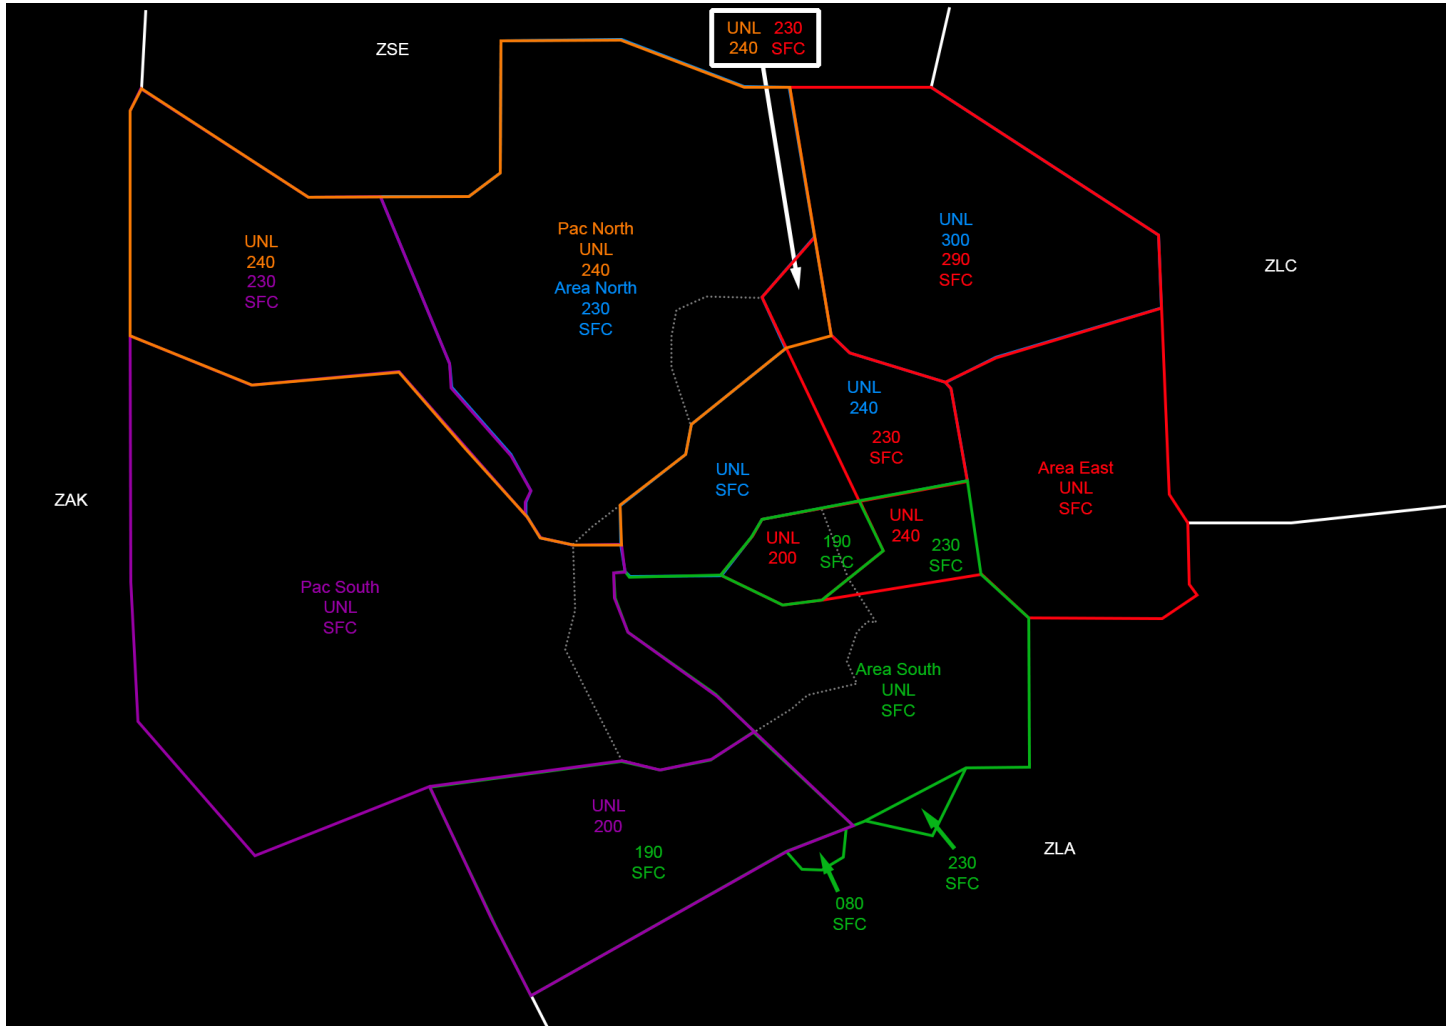 UNL 230
240 SFC
ZSE
UNL
240
230
SFC
Pac North
UNL
240
Area North
230
SFC
UNL
300
290
SFC
ZLC
UNL
240
230
SFC
UNL
SFC
Area East
UNL
SFC
ZAK
UNL
200
190
SFC
UNL
240
230
SFC
Pac South
UNL
SFC
Area South
UNL
SFC
UNL
200
190
SFC
080
SFC
230
SFC
ZLA